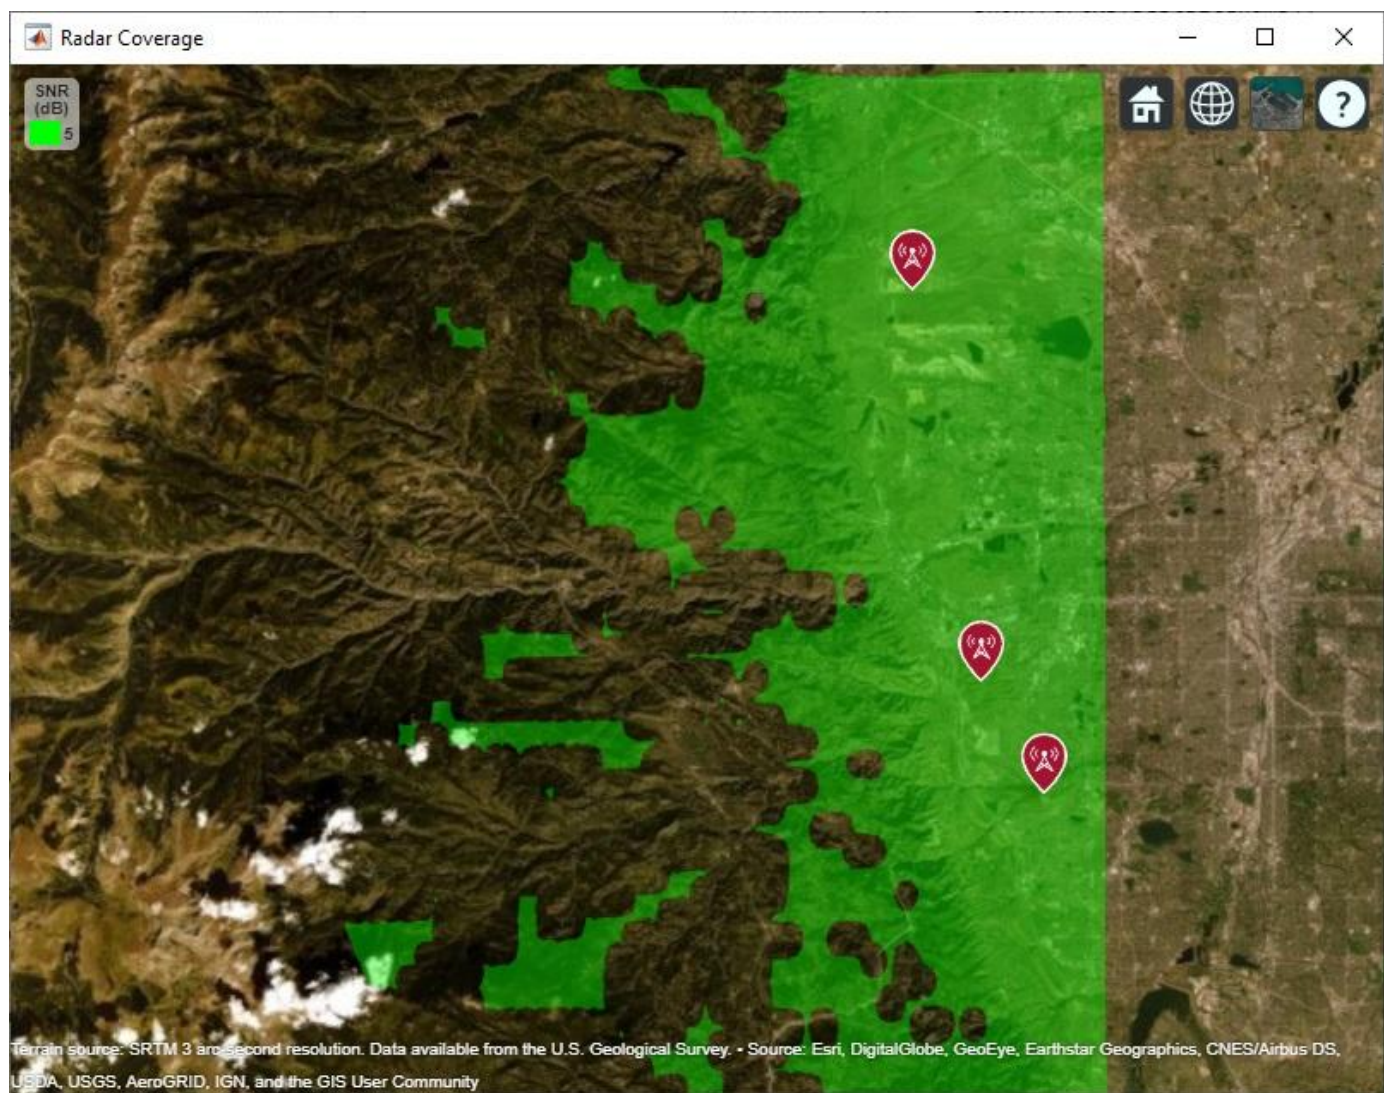 Radar Coverage
SNR
(dB)
5
?
Terrain source: SRTM 3 arc-second resolution. Data available from the U.S. Geological Survey. • Source: Esri, DigitalGlobe, GeoEye, Earthstar Geographics, CNES/Airbus DS,
USDA, USGS, AeroGRID, IGN, and the GIS User Community